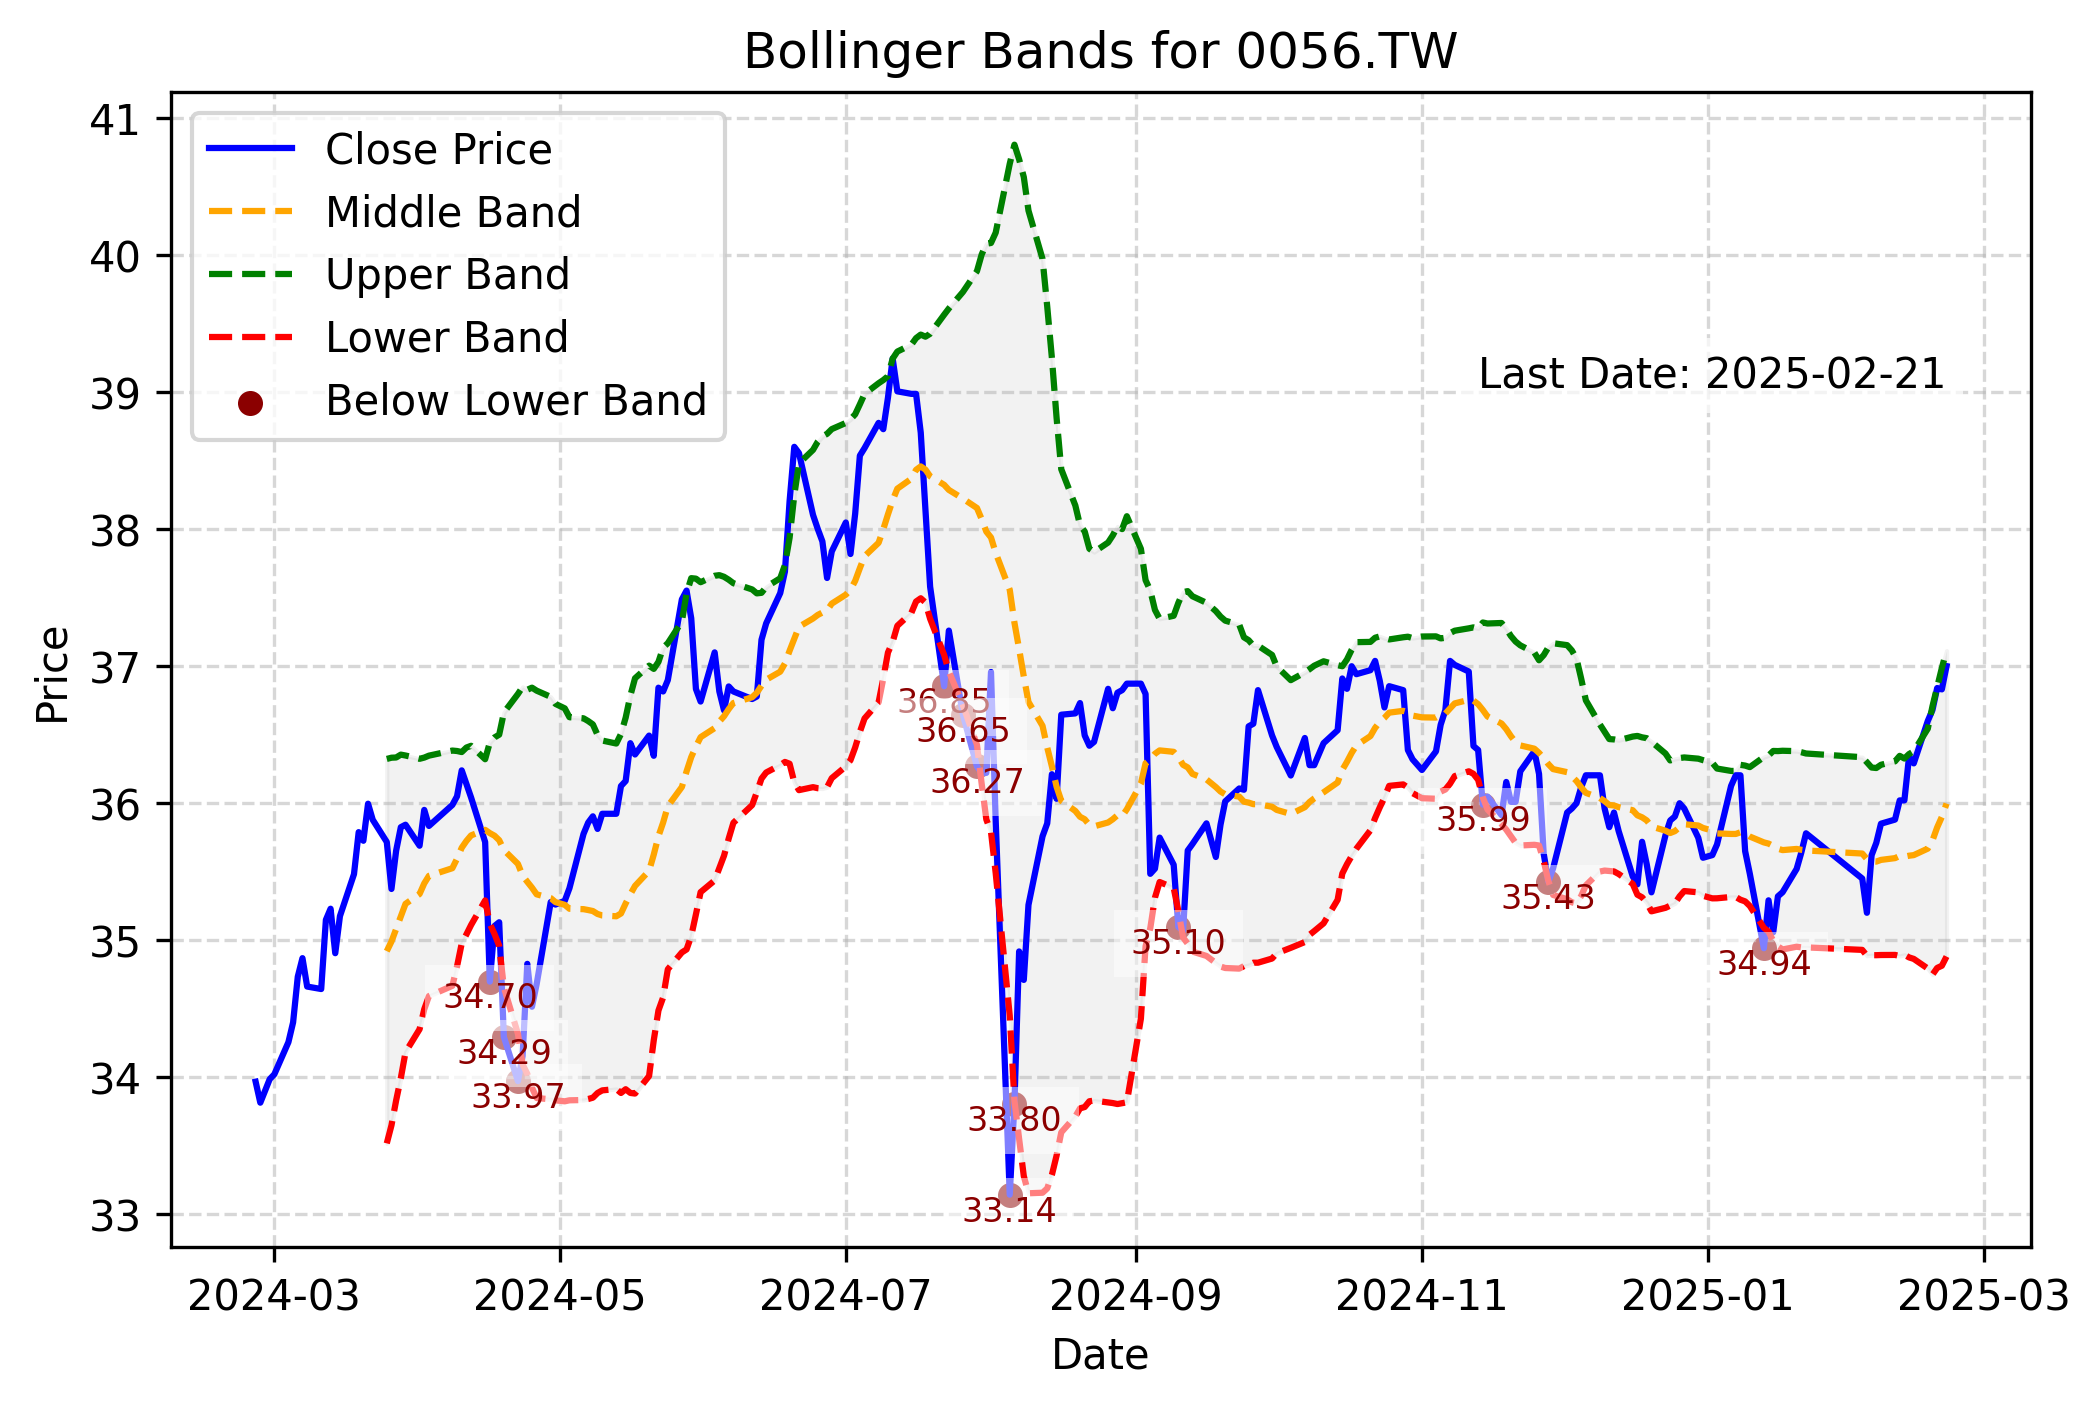 Bollinger Bands for 0056.TW
41
40
39
38
37
36
35
34
33
Price
Close Price
Middle Band
Upper Band
Lower Band
Below Lower Band
Last Date: 2025-02-21
36.85
36.65
36.27
35.99
35.43
35.10
34.94
34.70
34.29
33.97
33.80
33.14
2024-03 2024-05 2024-07 2024-09 2024-11 2025-01 2025-03
Date